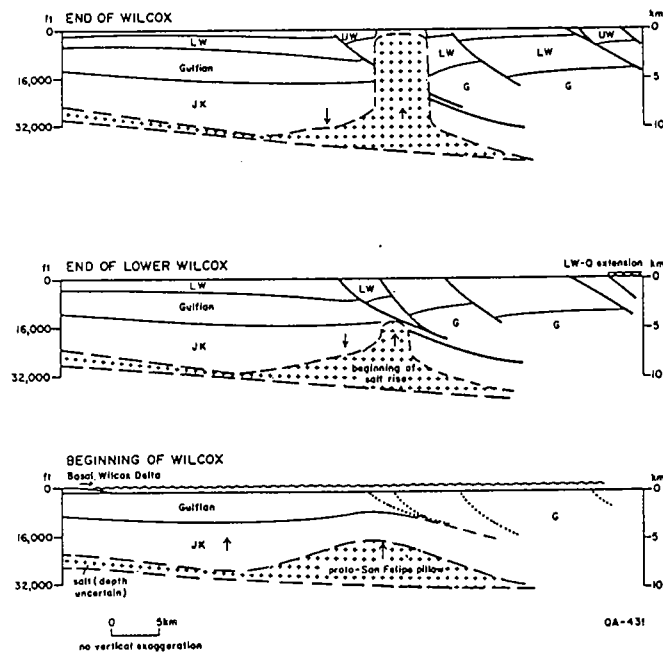 ft END OF WILCOX km
0 UW UW 0
LW LW LW
Gulfian
16,000 G G 5
JK
32,000 10
ft END OF LOWER WILCOX LW-Q extension km
0 LW LW 0
Gulfian
16,000 G G 5
JK
beginning of
salt rise
32,000 10
BEGINNING OF WILCOX
ft Basal Wilcox Delta km
0 0
Gulfian G
16,000 JK 5
32,000 salt (depth
uncertain) proto-San Felipe pillow 10
0 5km
no vertical exaggeration
QA-431